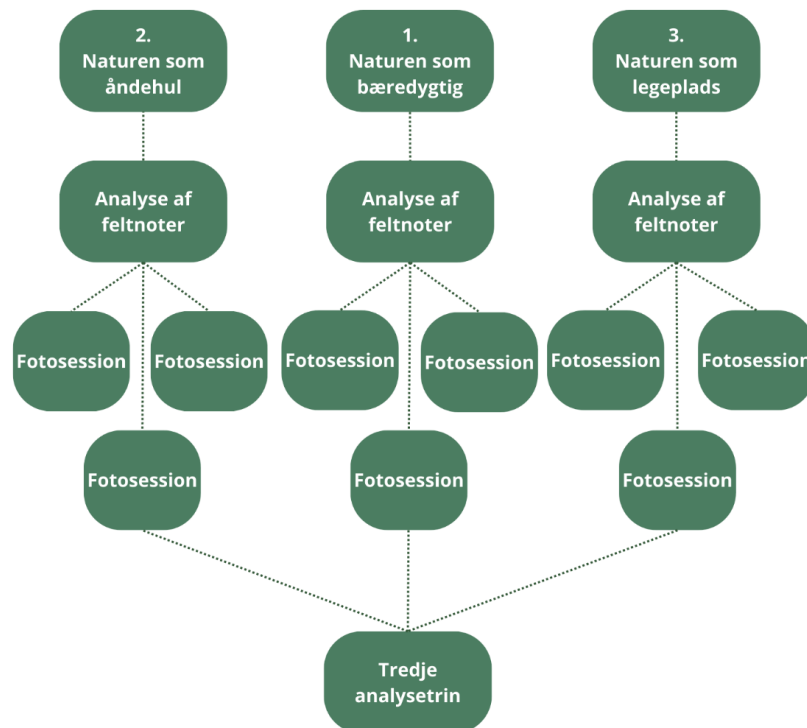 2.
Naturen som
åndehul
1.
Naturen som
bæredygtig
3.
Naturen som
legeplads
Analyse af
feltnoter
Analyse af
feltnoter
Analyse af
feltnoter
Fotosession
Fotosession
Fotosession
Fotosession
Fotosession
Fotosession
Fotosession
Fotosession
Fotosession
Tredje
analysetrin